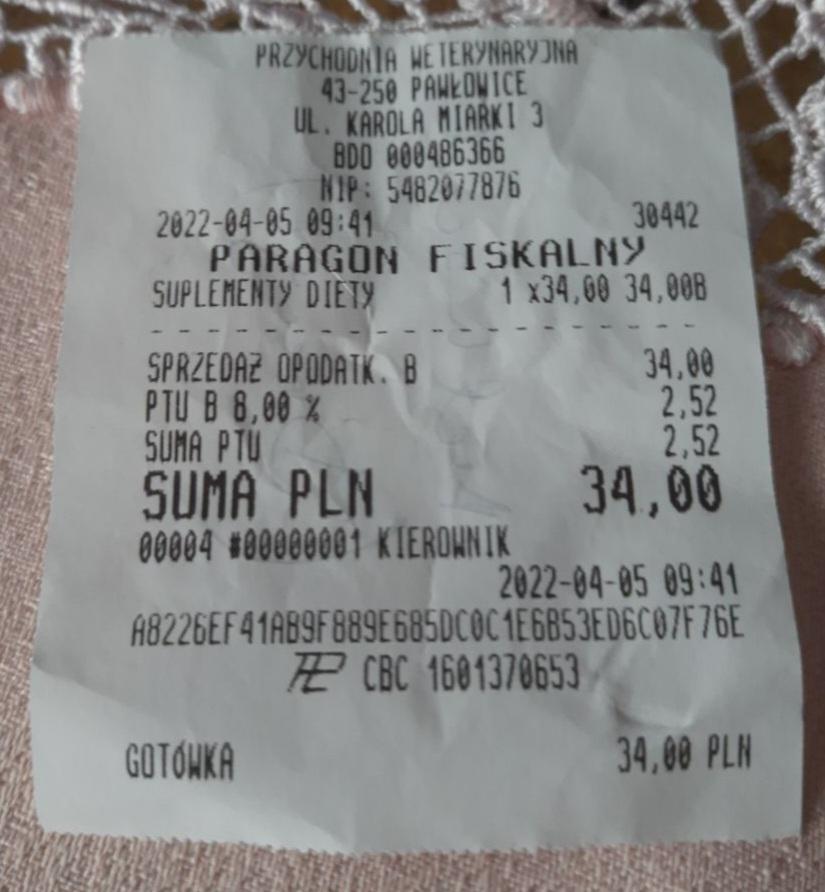 PRZYCHODNIA WETERYNARYJNA
43-250 PAWŁOWICE
UL. KAROLA MIARKI 3
BDO 000486366
NIP: 5482077876
2022-04-05 09:41 30442
PARAGON FISKALNY
SUPLEMENTY DIETY 1 x34,00 34,00B
SPRZEDAŻ OPODATK. B 34,00
PTU B 8,00 % 2,52
SUMA PTU 2,52
SUMA PLN 34,00
00004 #00000001 KIEROWNIK
2022-04-05 09:41
A8226EF41AB9F889E685DC0C1E6B53ED6C07F76E
CBC 1601370653
GOTÓWKA 34,00 PLN